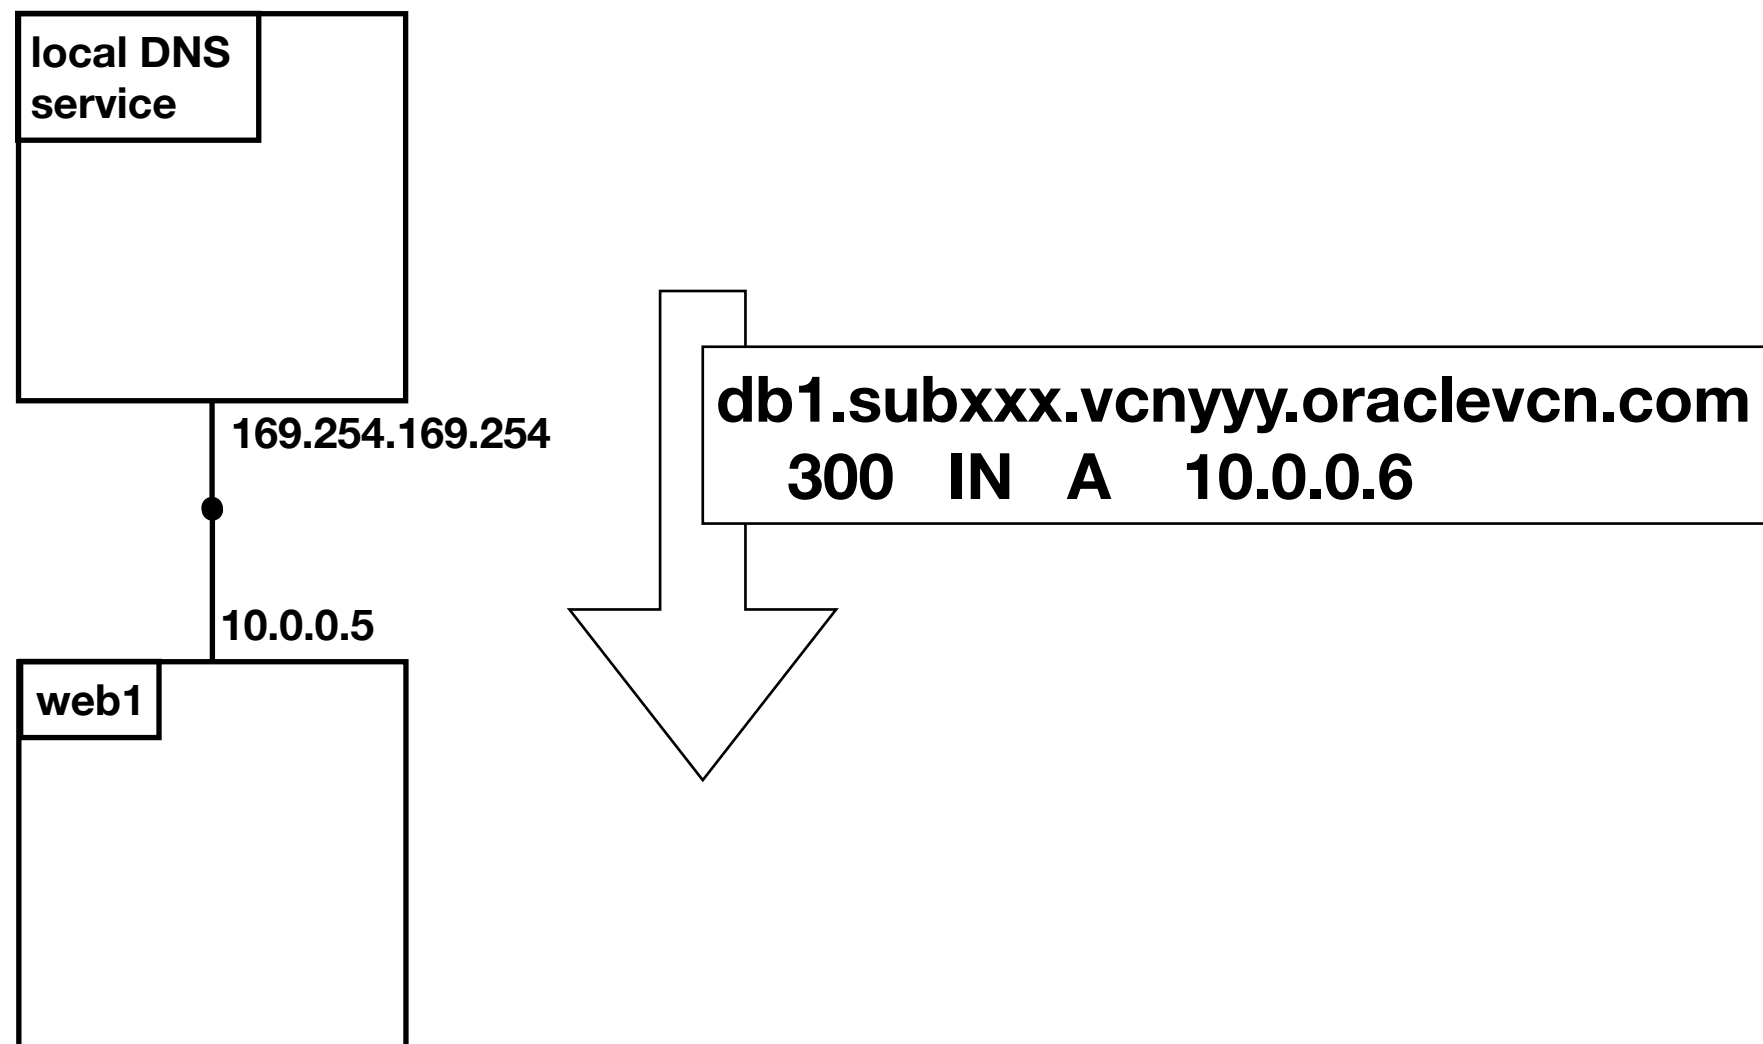 local DNS
service
169.254.169.254
db1.subxxx.vcnyyy.oraclevcn.com
300 IN A 10.0.0.6
10.0.0.5
web1